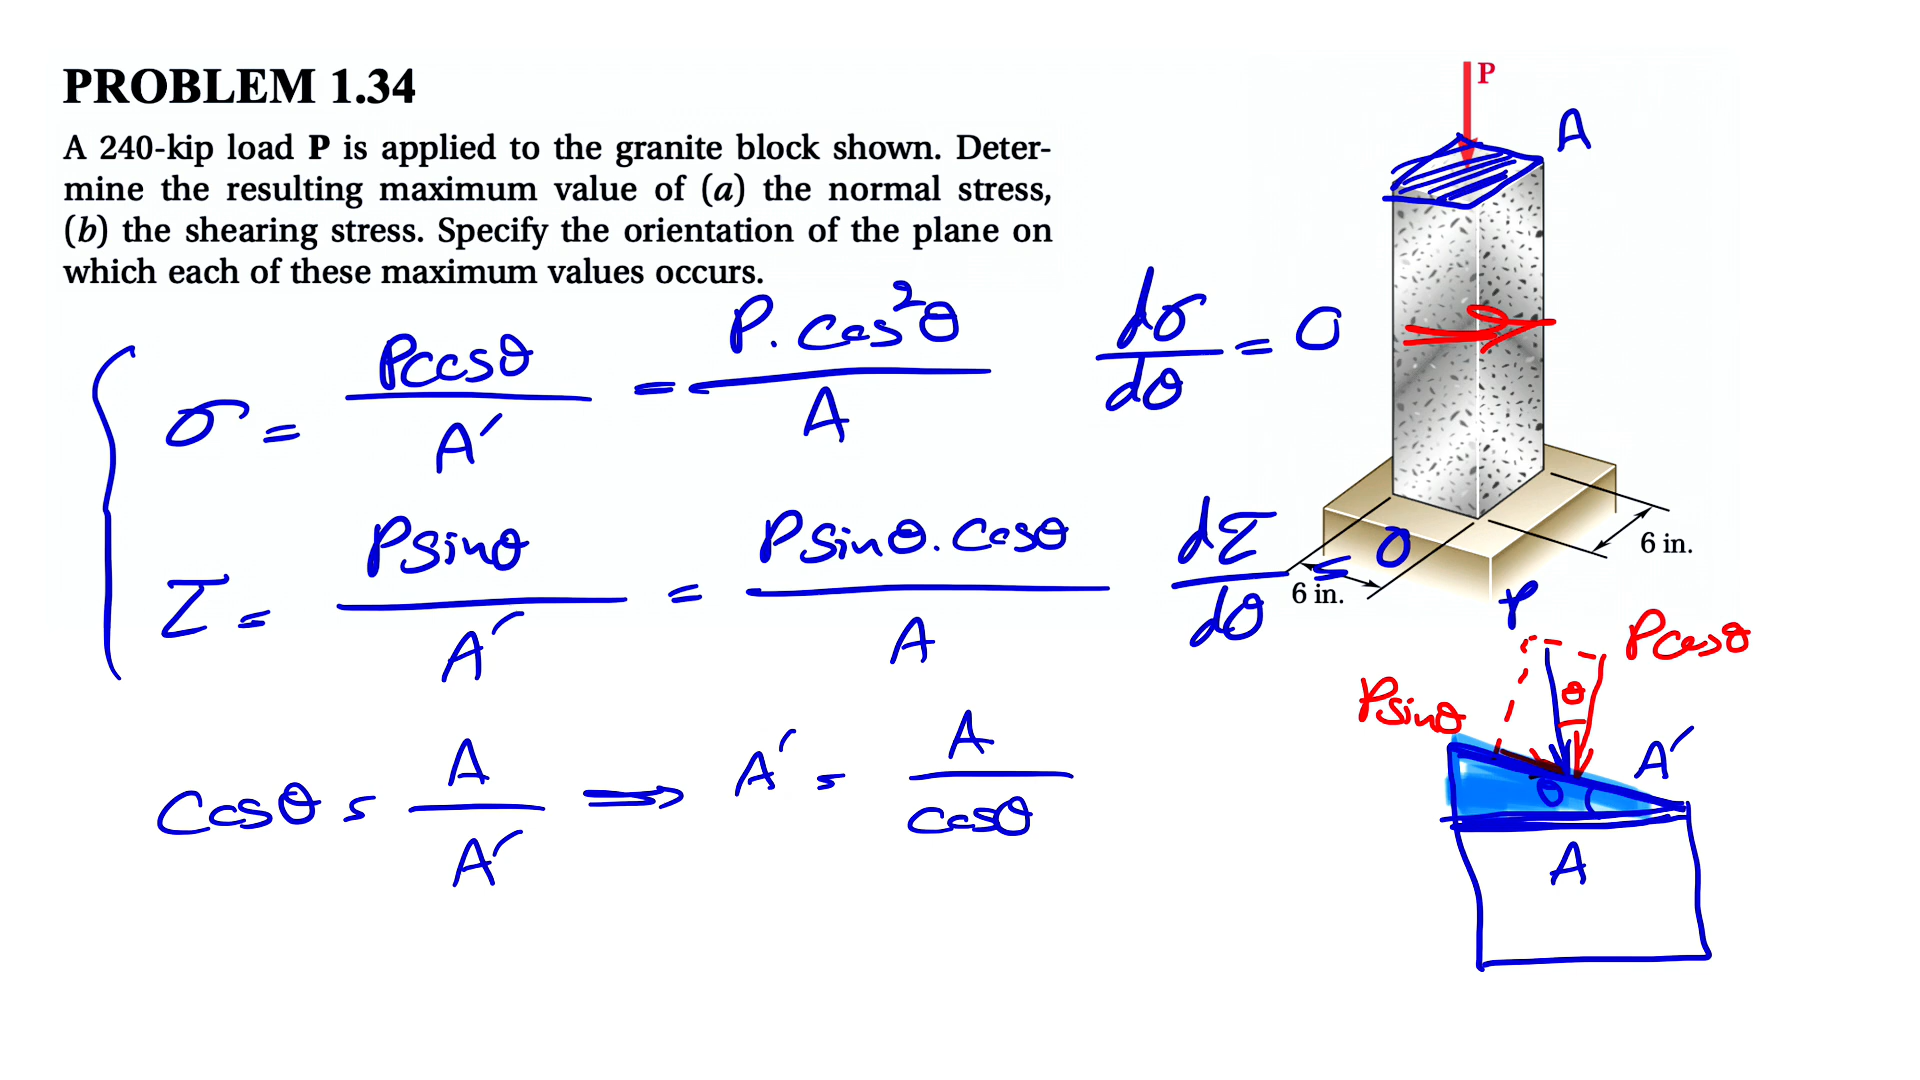 PROBLEM 1.34
A 240-kip load P is applied to the granite block shown. Deter-
mine the resulting maximum value of (a) the normal stress,
(b) the shearing stress. Specify the orientation of the plane on
which each of these maximum values occurs.
P
A
6 in.
6 in.
σ = Pcosθ / A' = P.cos²θ / A
dσ/dθ = 0
τ = Psinθ / A' = Psinθ.cosθ / A
dτ/dθ = 0
cosθ = A / A' ⟹ A' = A / cosθ
P
Pcosθ
Psinθ
θ
A'
θ
A